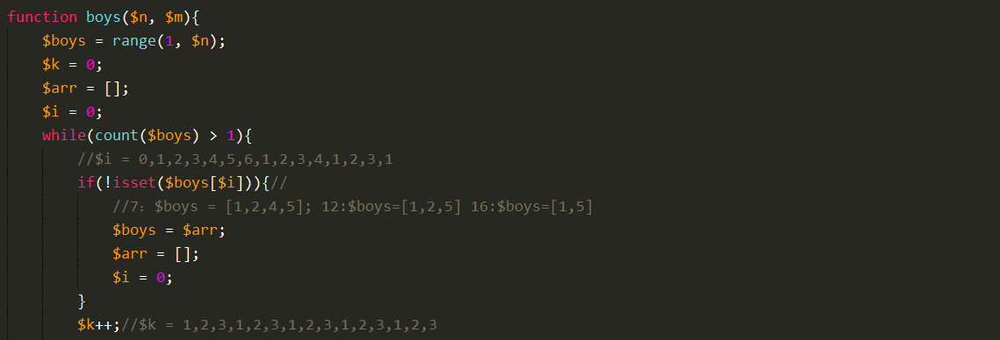 function boys($n, $m){
$boys = range(1, $n);
$k = 0;
$arr = [];
$i = 0;
while(count($boys) > 1){
//$i = 0,1,2,3,4,5,6,1,2,3,4,1,2,3,1
if(!isset($boys[$i])){//
//7：$boys = [1,2,4,5]; 12:$boys=[1,2,5] 16:$boys=[1,5]
$boys = $arr;
$arr = [];
$i = 0;
}
$k++;//$k = 1,2,3,1,2,3,1,2,3,1,2,3,1,2,3